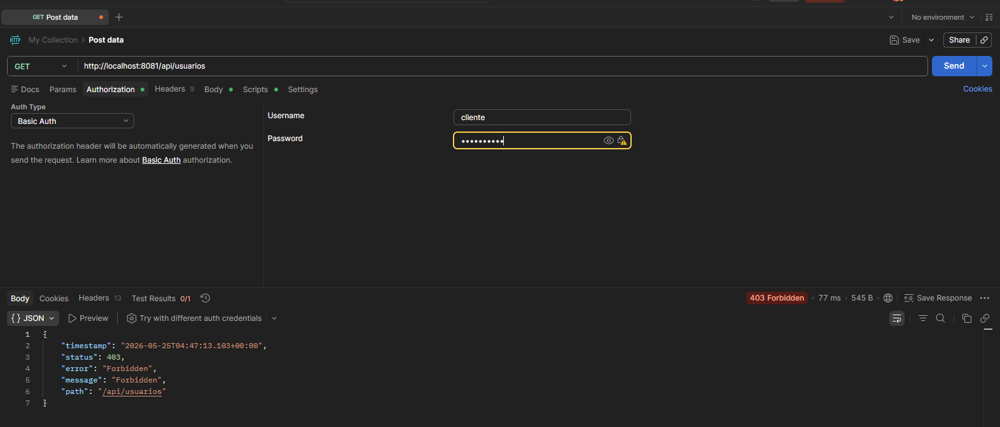 GET Post data
No environment
HTTP My Collection > Post data
Save
Share
GET
http://localhost:8081/api/usuarios
Send
Docs Params Authorization Headers 9 Body Scripts Settings
Cookies
Auth Type
Basic Auth
The authorization header will be automatically generated when you
send the request. Learn more about Basic Auth authorization.
Username
cliente
Password
Body Cookies Headers 13 Test Results 0/1
403 Forbidden • 77 ms • 545 B
e.g. Save Response
{} JSON
Preview
Try with different auth credentials
1 {
2 "timestamp": "2026-05-25T04:47:13.103+00:00",
3 "status": 403,
4 "error": "Forbidden",
5 "message": "Forbidden",
6 "path": "/api/usuarios"
7 }